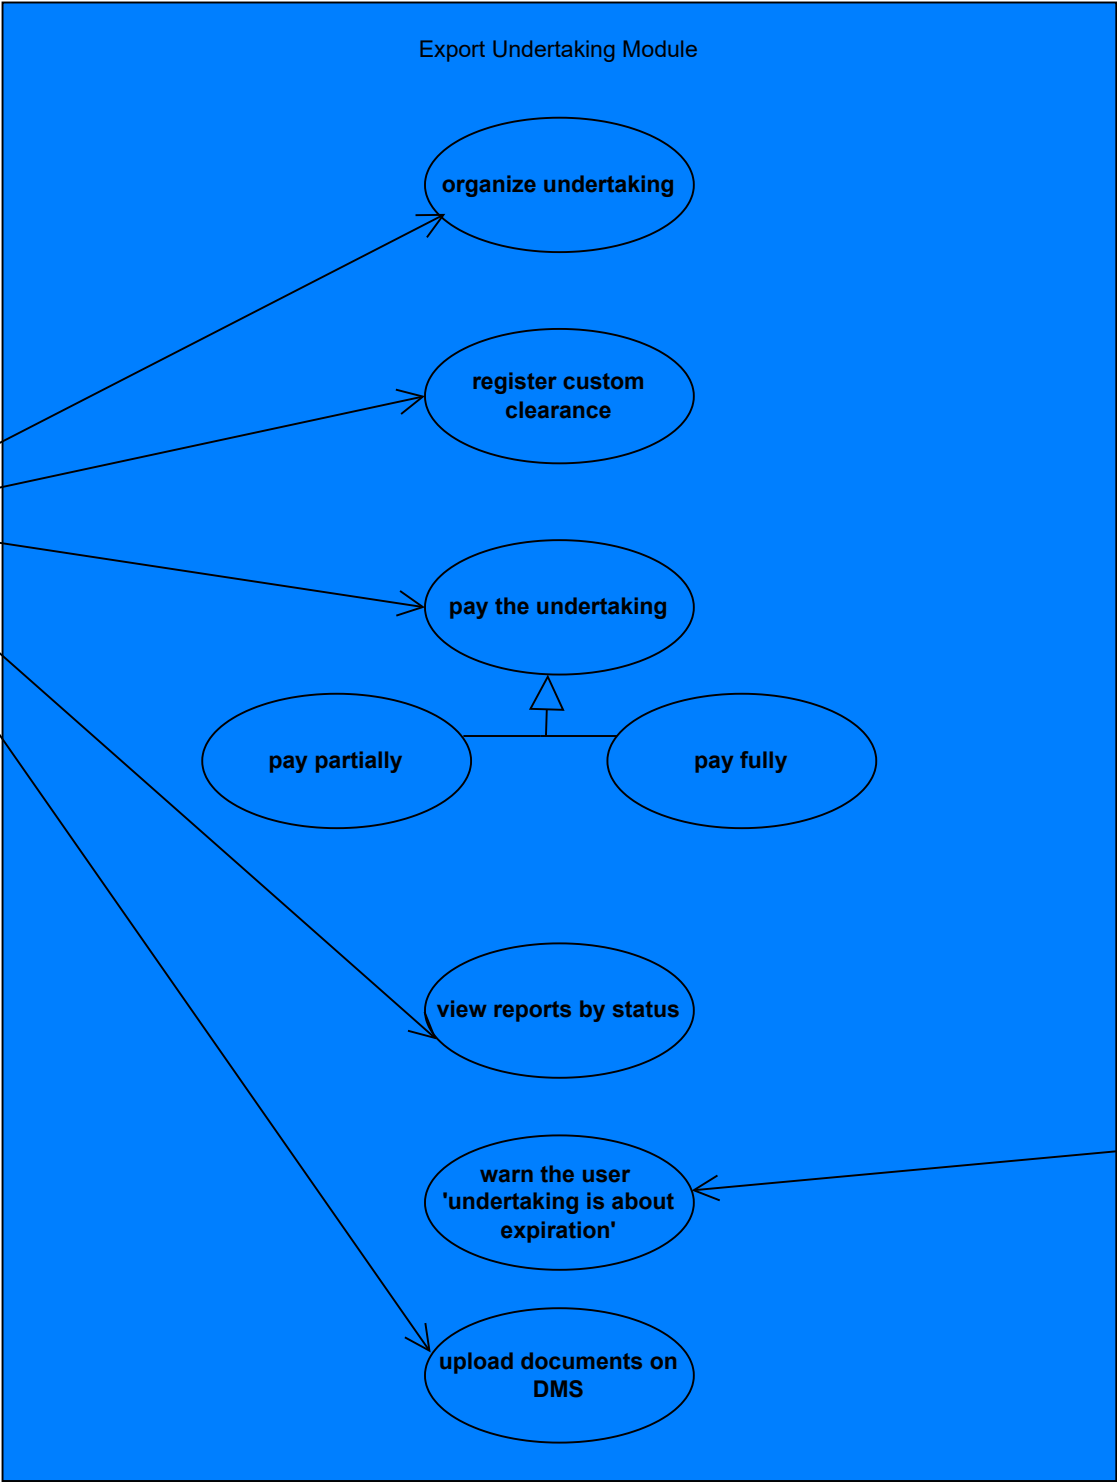 Export Undertaking Module
organize undertaking
register custom
clearance
pay the undertaking
pay partially
pay fully
view reports by status
warn the user
'undertaking is about
expiration'
upload documents on
DMS